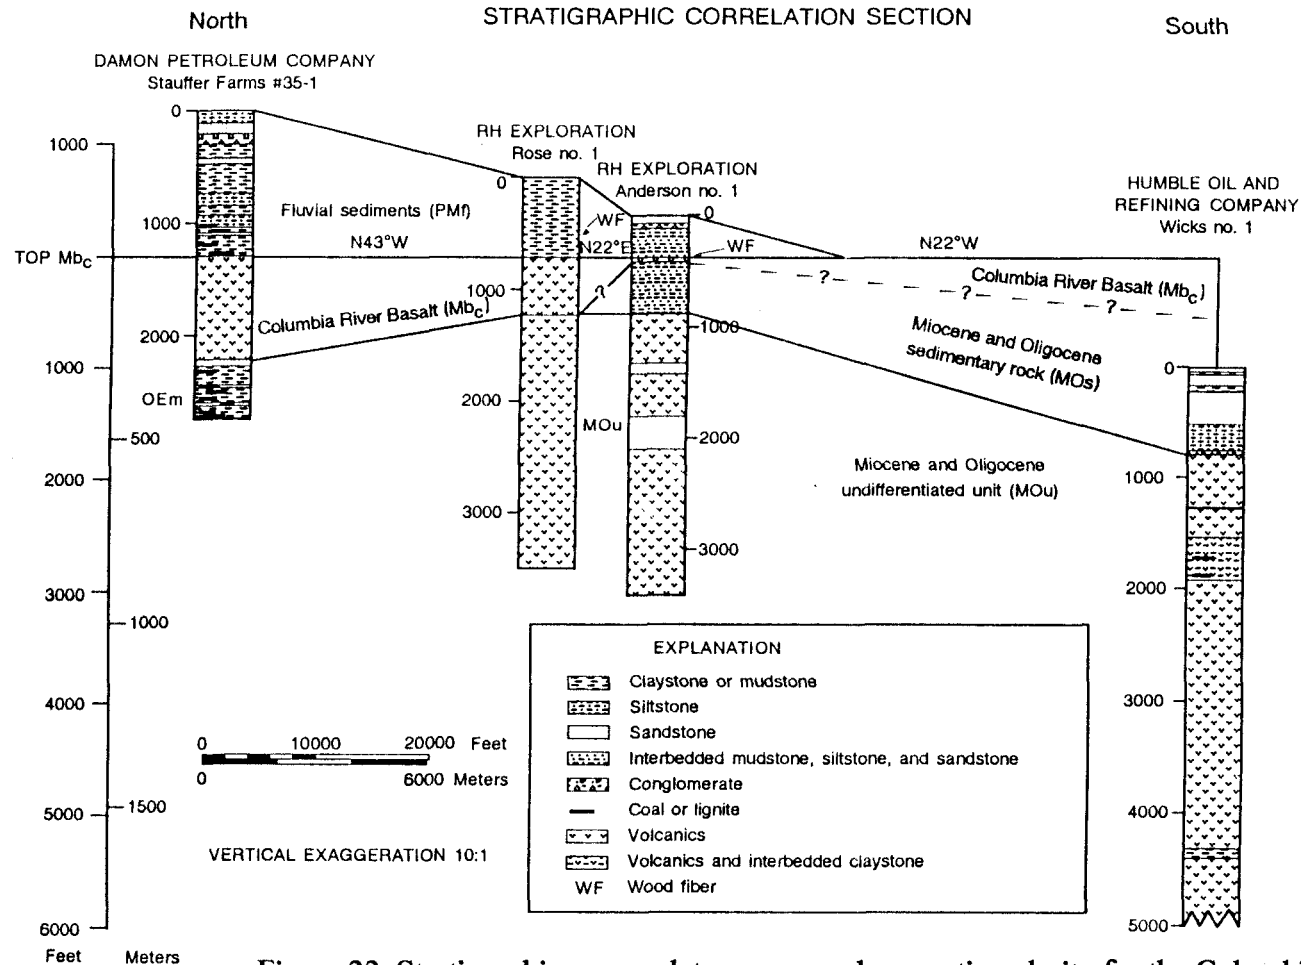 STRATIGRAPHIC CORRELATION SECTION
North
South
DAMON PETROLEUM COMPANY
Stauffer Farms #35-1
RH EXPLORATION
Rose no. 1
RH EXPLORATION
Anderson no. 1
HUMBLE OIL AND
REFINING COMPANY
Wicks no. 1
0
1000
2000
OEm
1000
TOP Mbc
1000
500
2000
3000
1000
4000
5000
1500
6000
Feet
Meters
0
1000
2000
3000
0
1000
2000
3000
0
1000
2000
3000
4000
5000
Fluvial sediments (PMf)
WF
WF
N43°W
N22°E
N22°W
Columbia River Basalt (Mbc)
?
? ? ?
Columbia River Basalt (Mbc)
Miocene and Oligocene
sedimentary rock (MOs)
MOu
Miocene and Oligocene
undifferentiated unit (MOu)
0 10000 20000 Feet
0 6000 Meters
VERTICAL EXAGGERATION 10:1
EXPLANATION
Claystone or mudstone
Siltstone
Sandstone
Interbedded mudstone, siltstone, and sandstone
Conglomerate
Coal or lignite
Volcanics
Volcanics and interbedded claystone
WF Wood fiber